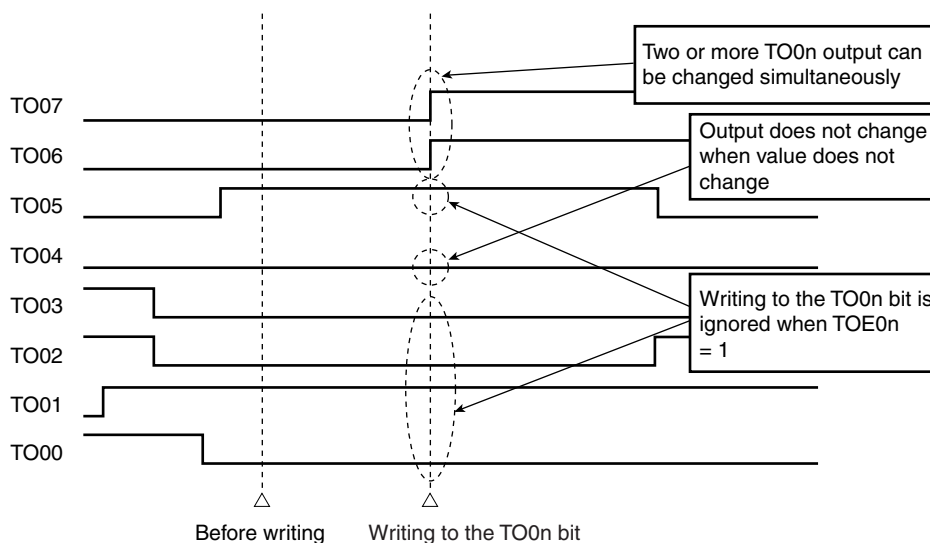 Two or more TO0n output can
be changed simultaneously
TO07
Output does not change
when value does not
change
TO06
TO05
TO04
Writing to the TO0n bit is
ignored when TOE0n
= 1
TO03
TO02
TO01
TO00
Before writing
Writing to the TO0n bit